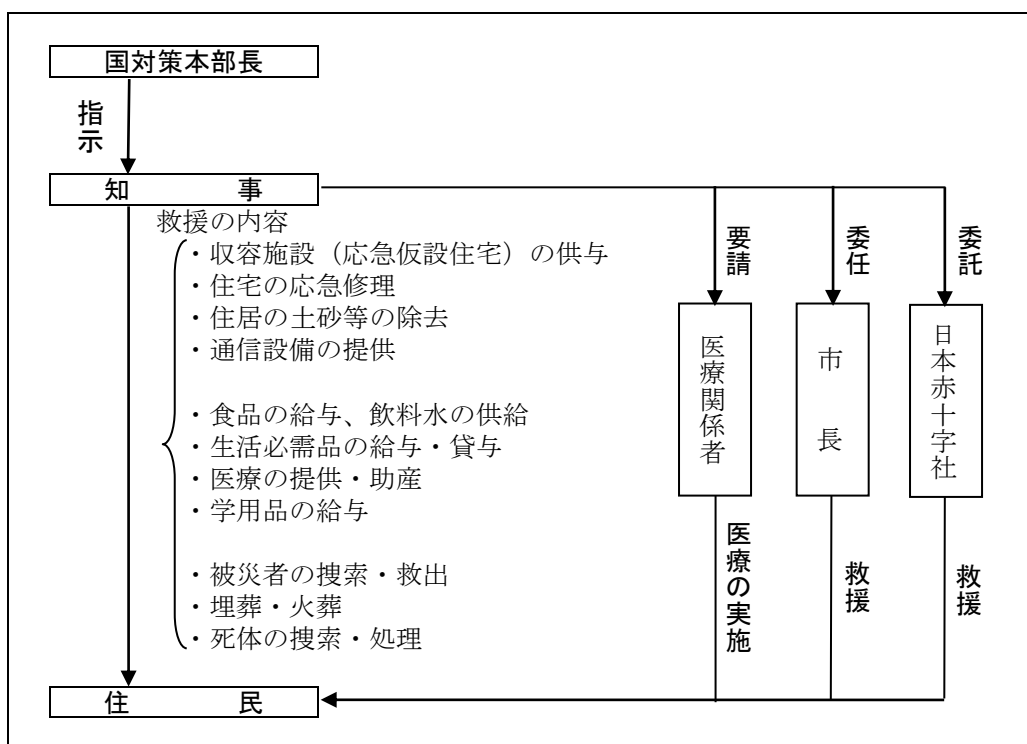 国対策本部長
指示
知　　　事
救援の内容
・収容施設（応急仮設住宅）の供与
・住宅の応急修理
・住居の土砂等の除去
・通信設備の提供
・食品の給与、飲料水の供給
・生活必需品の給与・貸与
・医療の提供・助産
・学用品の給与
・被災者の捜索・救出
・埋葬・火葬
・死体の捜索・処理
要請
委任
委託
医療関係者
市長
日本赤十字社
医療の実施
救援
救援
住　　　民